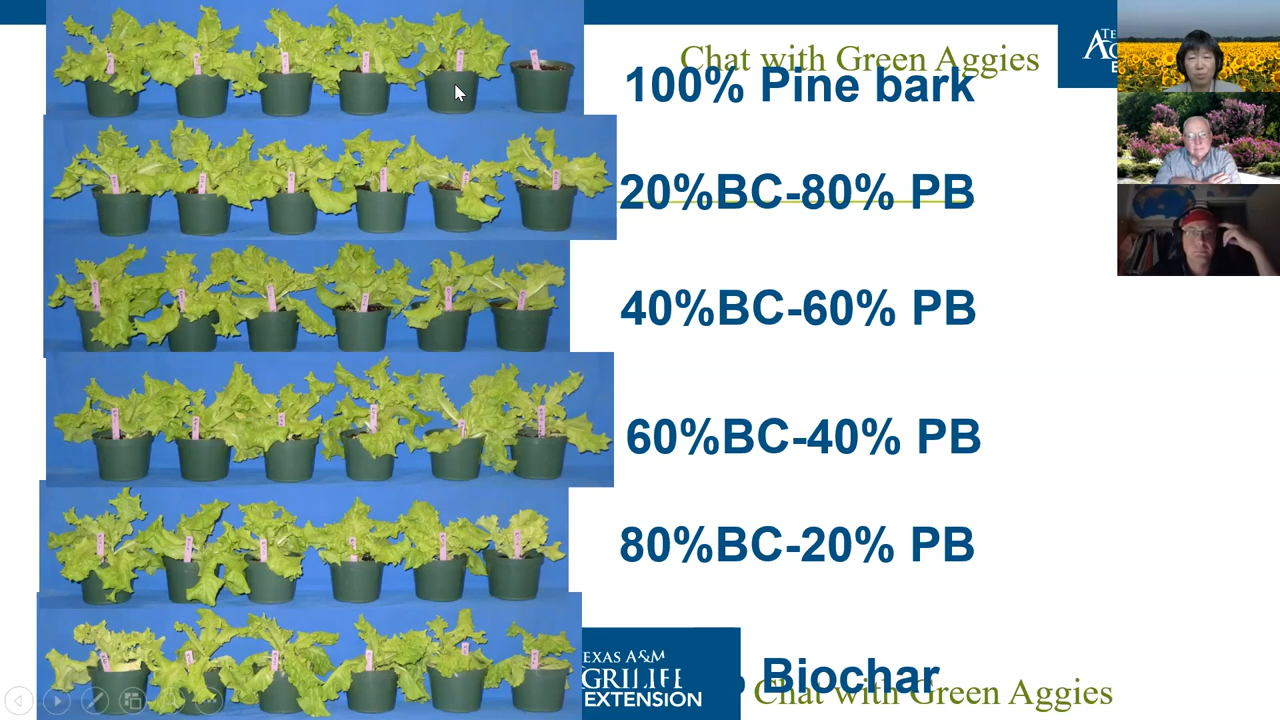 Chat with Green Aggies
100% Pine bark
20%BC-80% PB
40%BC-60% PB
60%BC-40% PB
80%BC-20% PB
EXAS A&M
GRILIFE
EXTENSION
Biochar
Chat with Green Aggies